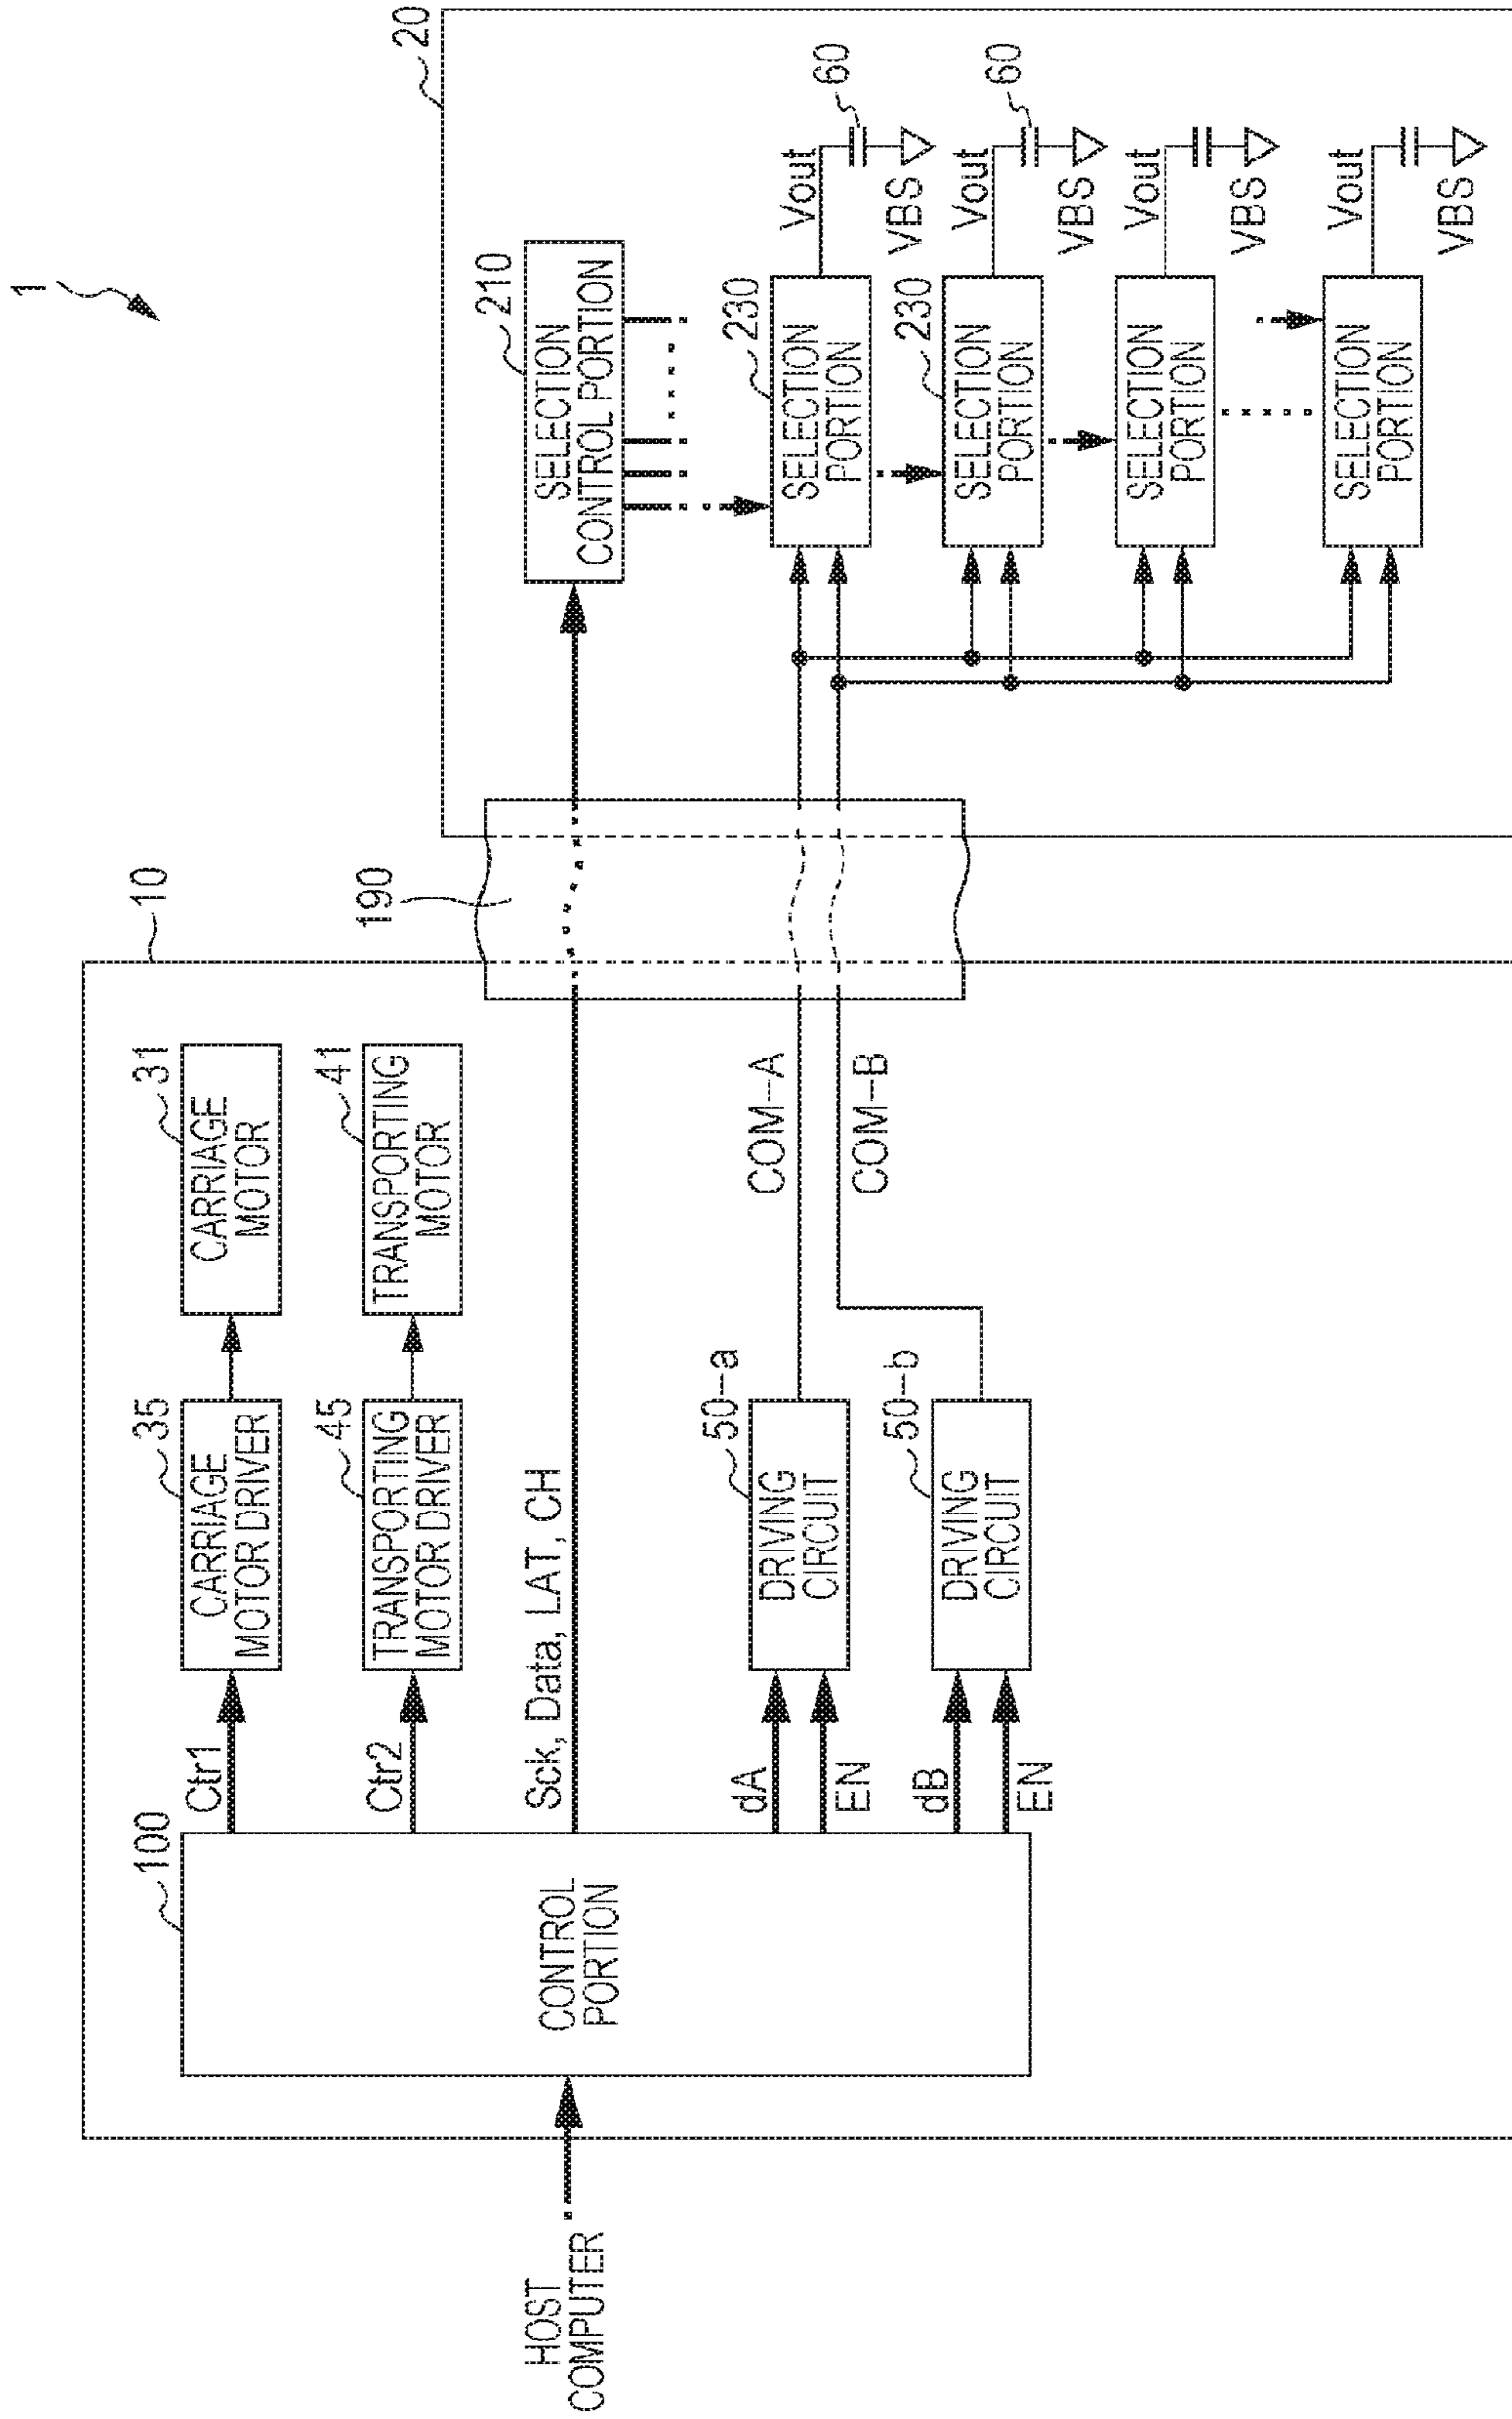 1
10
20
HOST
COMPUTER
100
CONTROL
PORTION
Ctr1
35
CARRIAGE
MOTOR DRIVER
31
CARRIAGE
MOTOR
Ctr2
45
TRANSPORTING
MOTOR DRIVER
41
TRANSPORTING
MOTOR
Sck, Data, LAT, CH
190
210
SELECTION
CONTROL PORTION
dA
EN
50-a
DRIVING
CIRCUIT
COM-A
dB
EN
50-b
DRIVING
CIRCUIT
COM-B
230
SELECTION
PORTION
Vout
60
VBS
230
SELECTION
PORTION
Vout
60
VBS
SELECTION
PORTION
Vout
VBS
SELECTION
PORTION
Vout
VBS